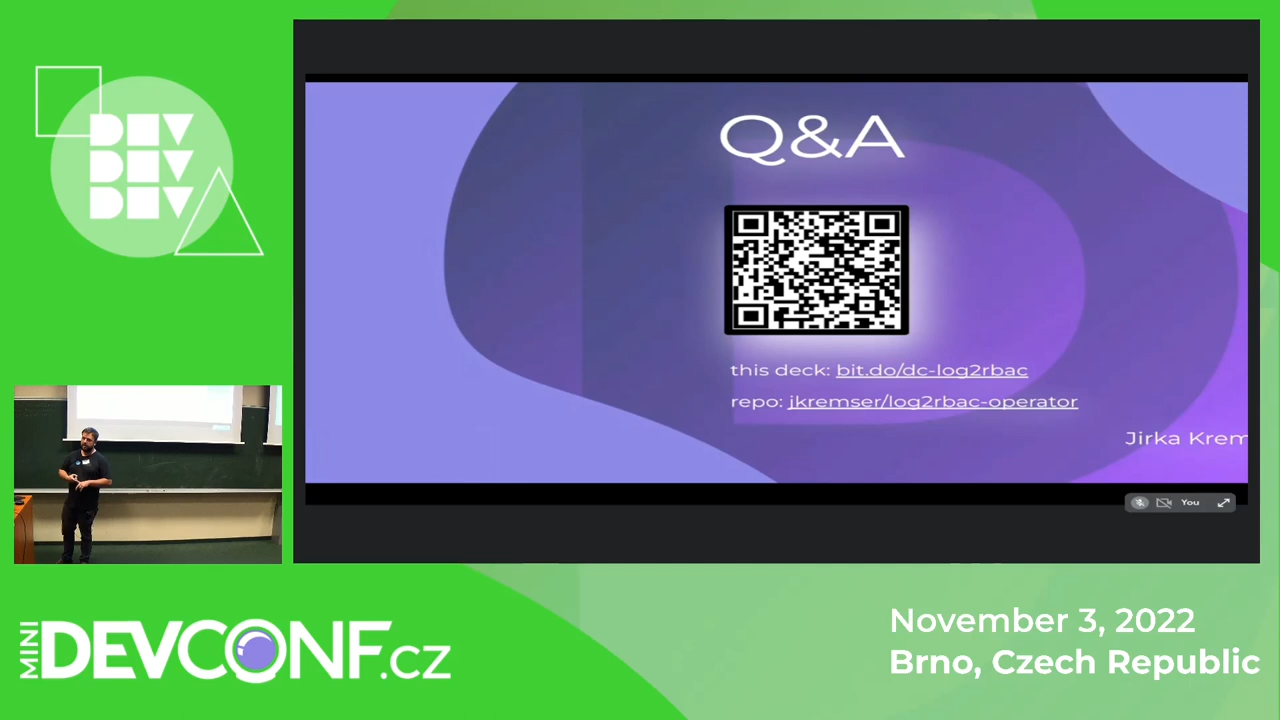 DEV
DEV
DEV
Q&A
this deck: bit.do/dc-log2rbac
repo: jkremser/log2rbac-operator
Jirka Krem
You
MINI DEVCONF.CZ
November 3, 2022
Brno, Czech Republic